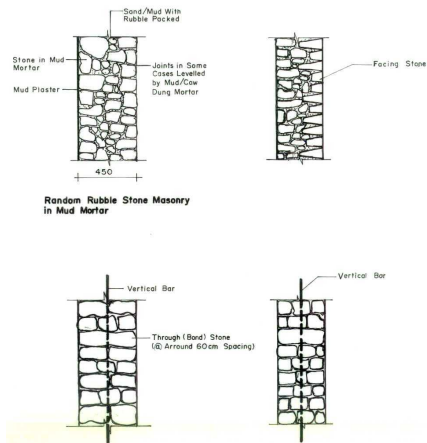 Sand/Mud With
Rubble Packed
Stone in Mud
Mortar
Mud Plaster
Joints in Some
Cases Levelled
by Mud/Cow
Dung Mortar
450
Facing Stone
Random Rubble Stone Masonry
in Mud Mortar
Vertical Bar
Through (Bond) Stone
(@ Arround 60cm Spacing)
Vertical Bar